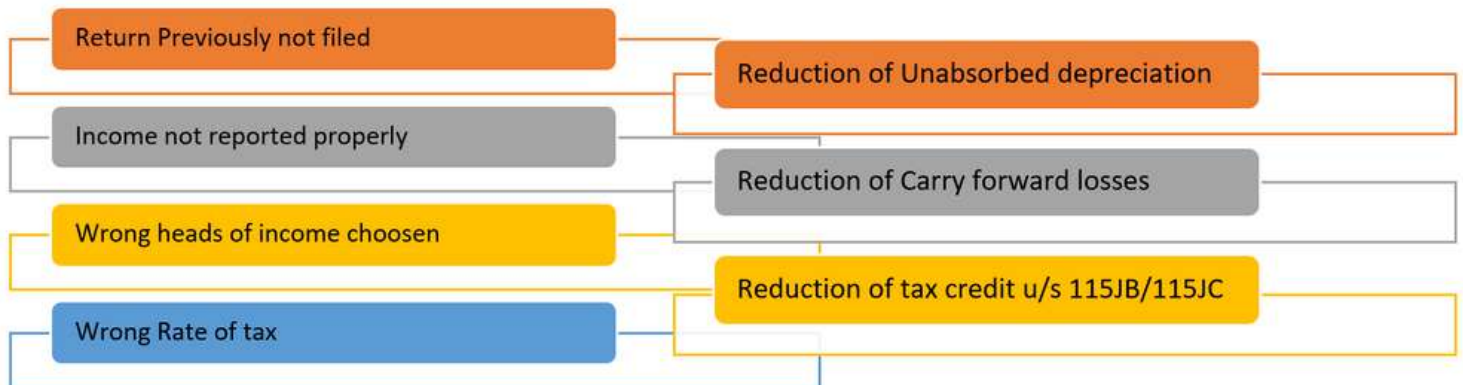 Return Previously not filed
Income not reported properly
Wrong heads of income choosen
Wrong Rate of tax
Reduction of Unabsorbed depreciation
Reduction of Carry forward losses
Reduction of tax credit u/s 115JB/115JC